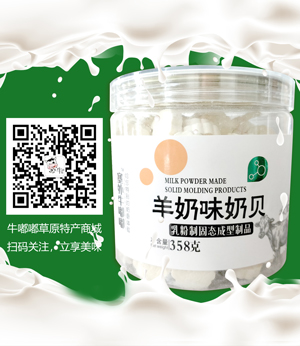 牛嘟嘟草原特产商城
扫码关注，立享美味
MILK POWDER MADE
SOLID MOLDING PRODUCTS
羊奶味奶贝
乳粉制固态成型制品
含量:358克